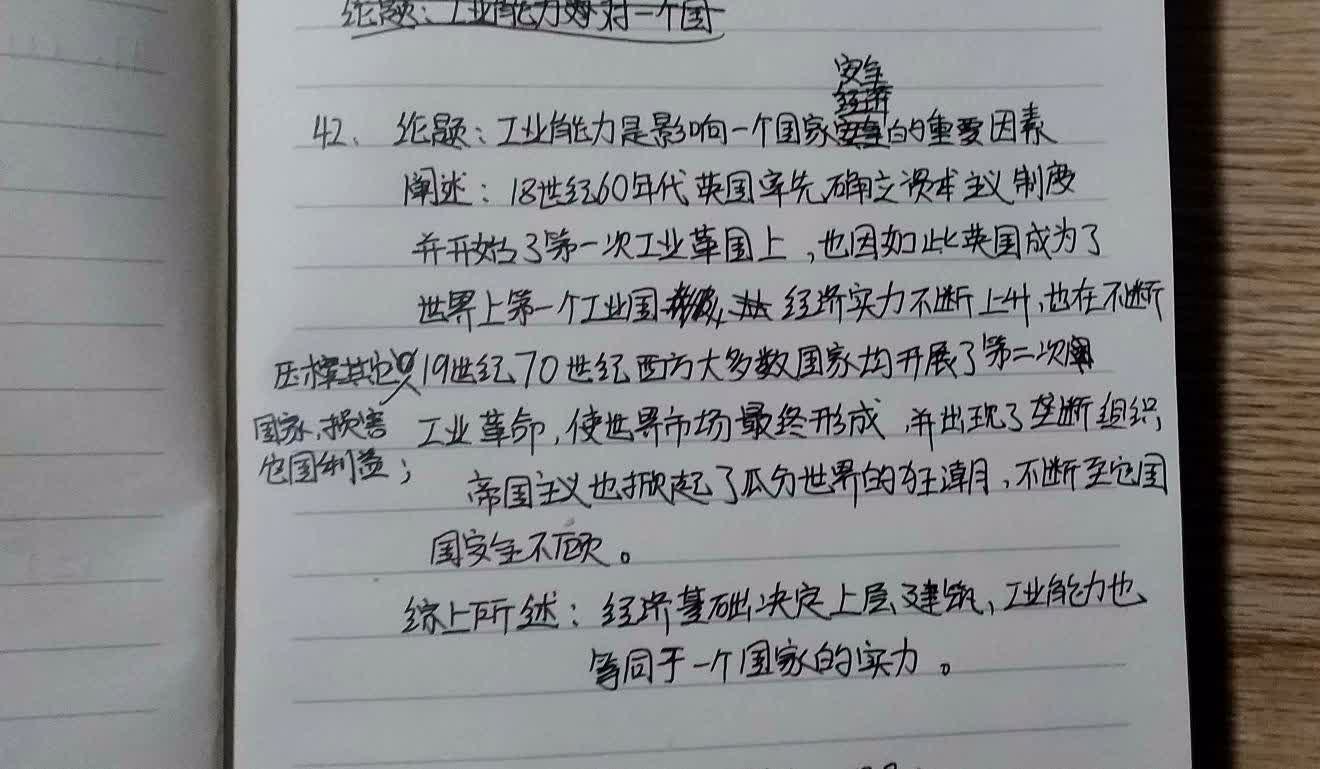 论题：工业能力对一个国
安全
经济
42、论题：工业能力是影响一个国家安全的重要因素
阐述：18世纪60年代英国率先确立资本主义制度
并开始了第一次工业革国上，也因如此英国成为了
世界上第一个工业国 经济实力不断上升，也在不断
压榨其它 19世纪70世纪西方大多数国家均开展了第二次
国家，损害 工业革命，使世界市场最终形成，并出现了垄断组织，
它国利益； 帝国主义也掀起了瓜分世界的狂潮，不断至它国
国安全不顾。
综上所述：经济基础决定上层建筑，工业能力也
等同于一个国家的实力。